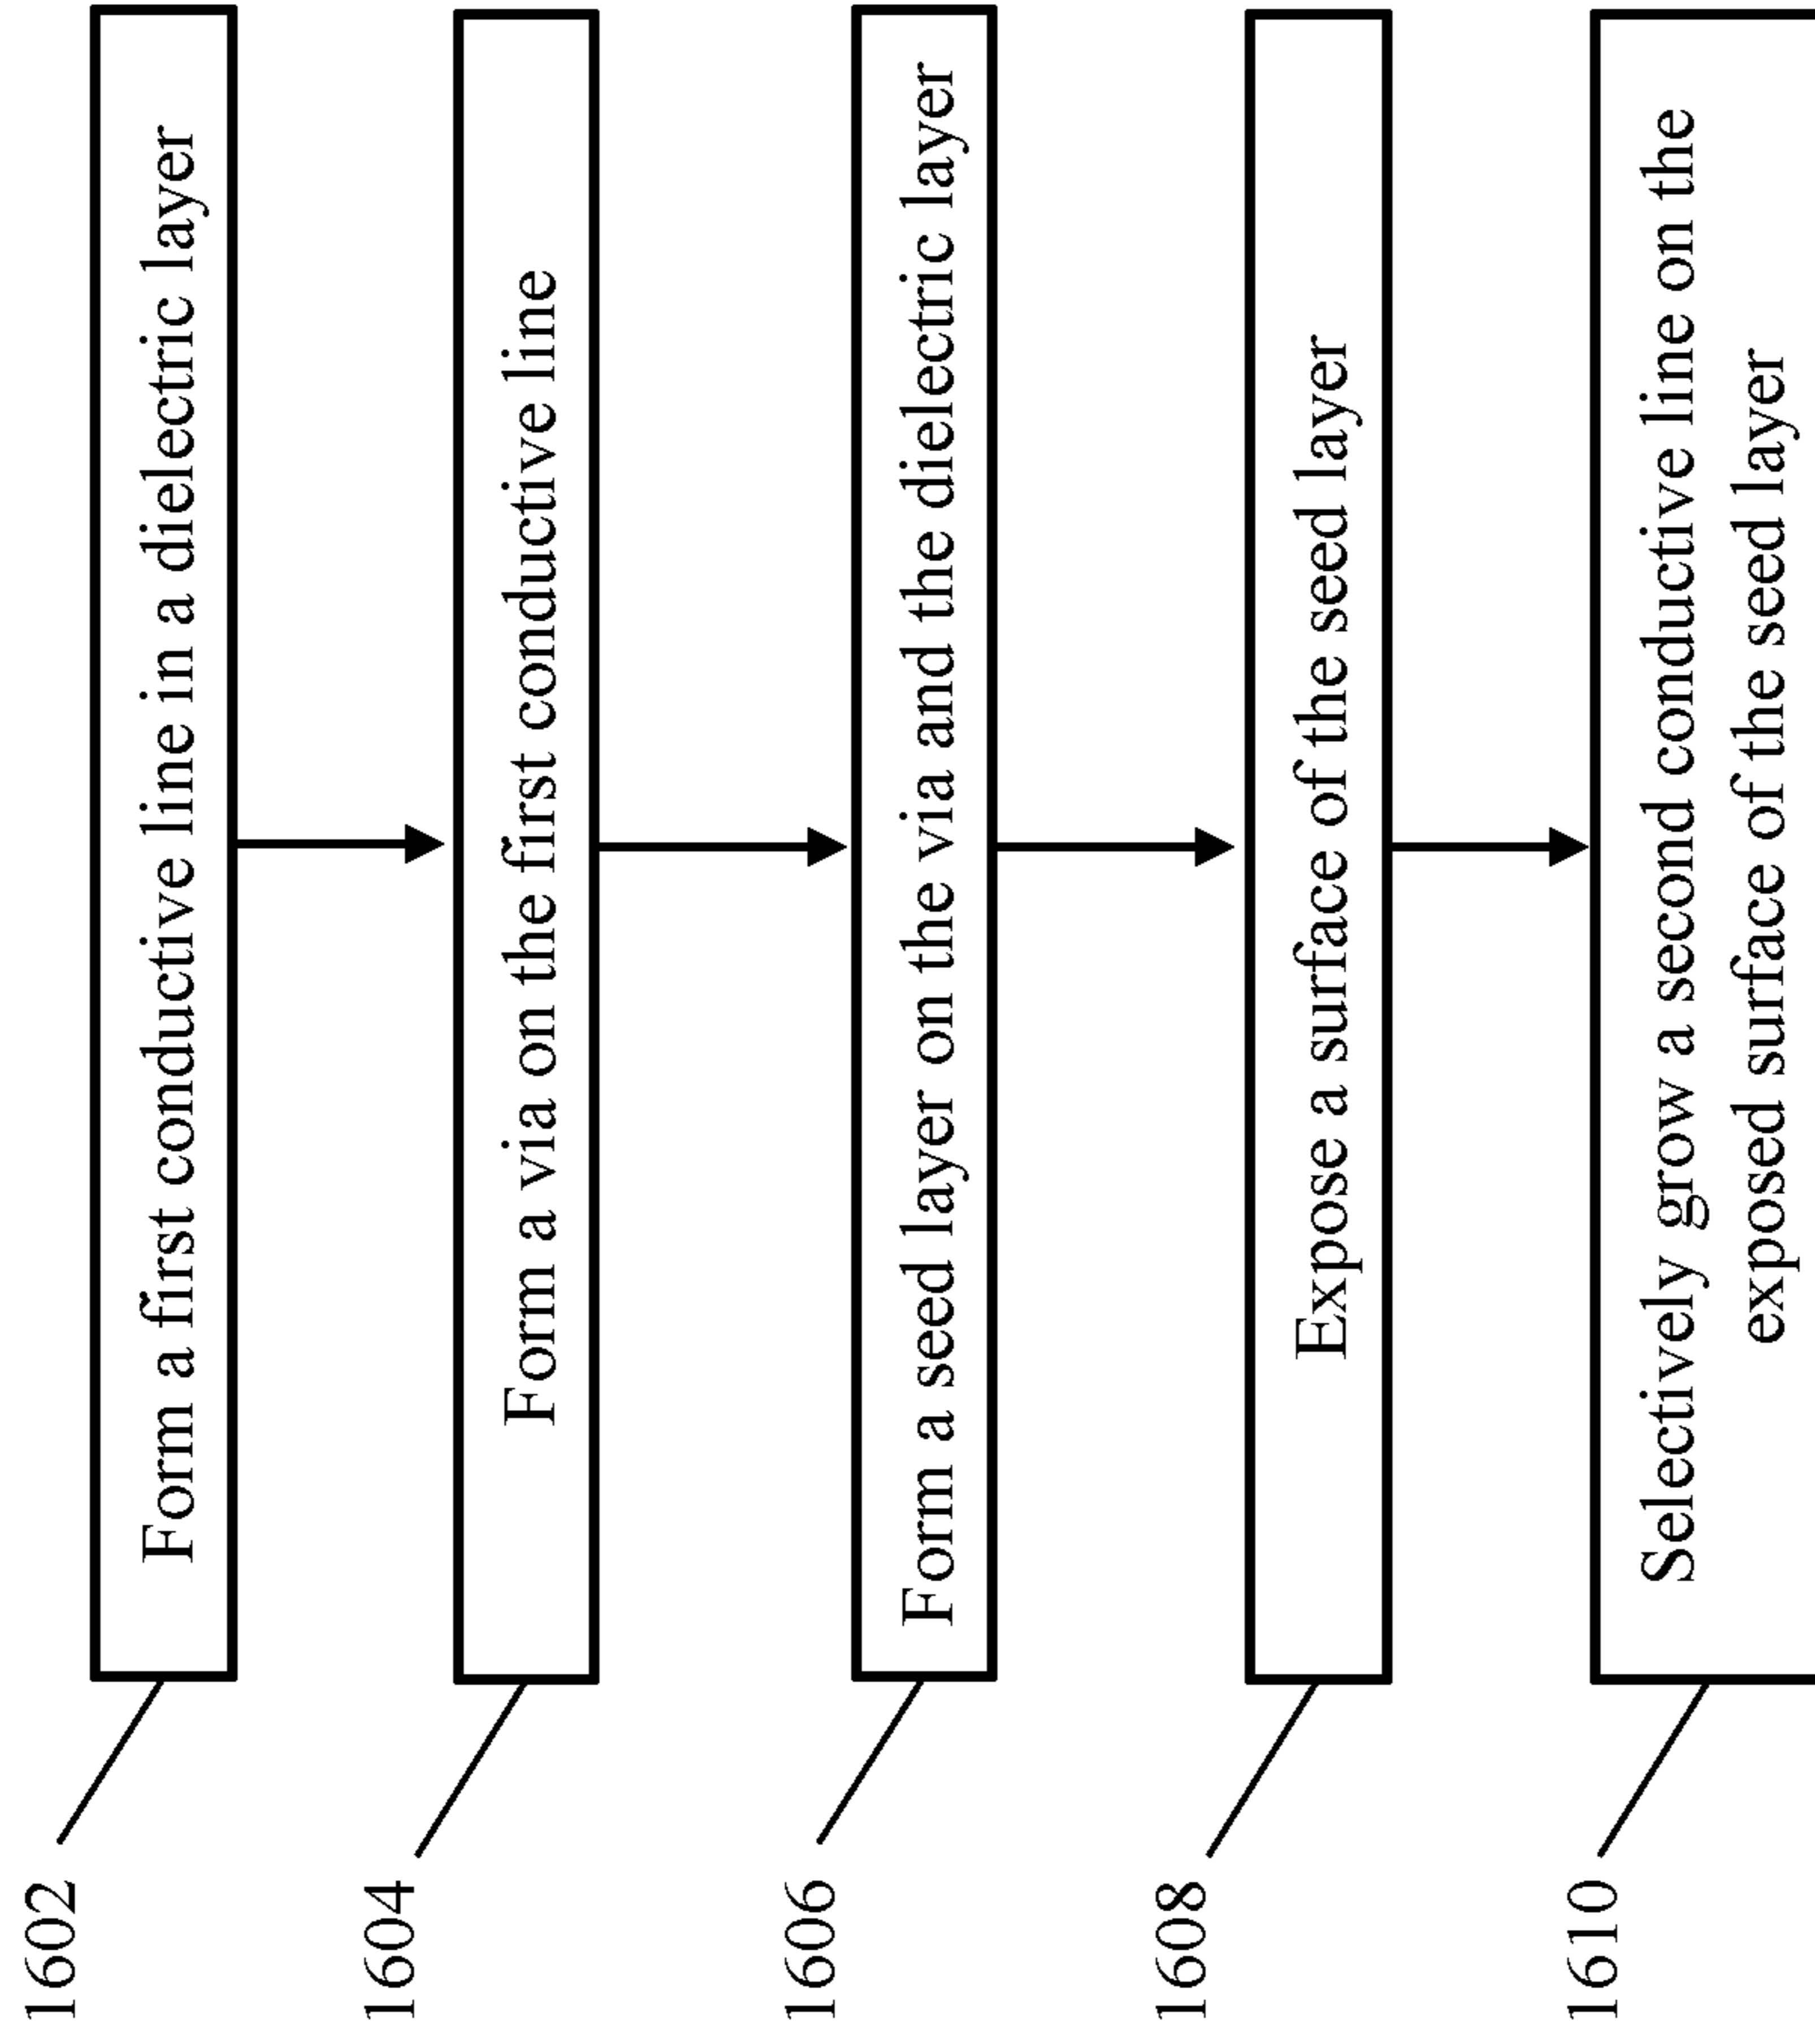 1602
Form a first conductive line in a dielectric layer
1604
Form a via on the first conductive line
1606
Form a seed layer on the via and the dielectric layer
1608
Expose a surface of the seed layer
1610
Selectively grow a second conductive line on the
exposed surface of the seed layer